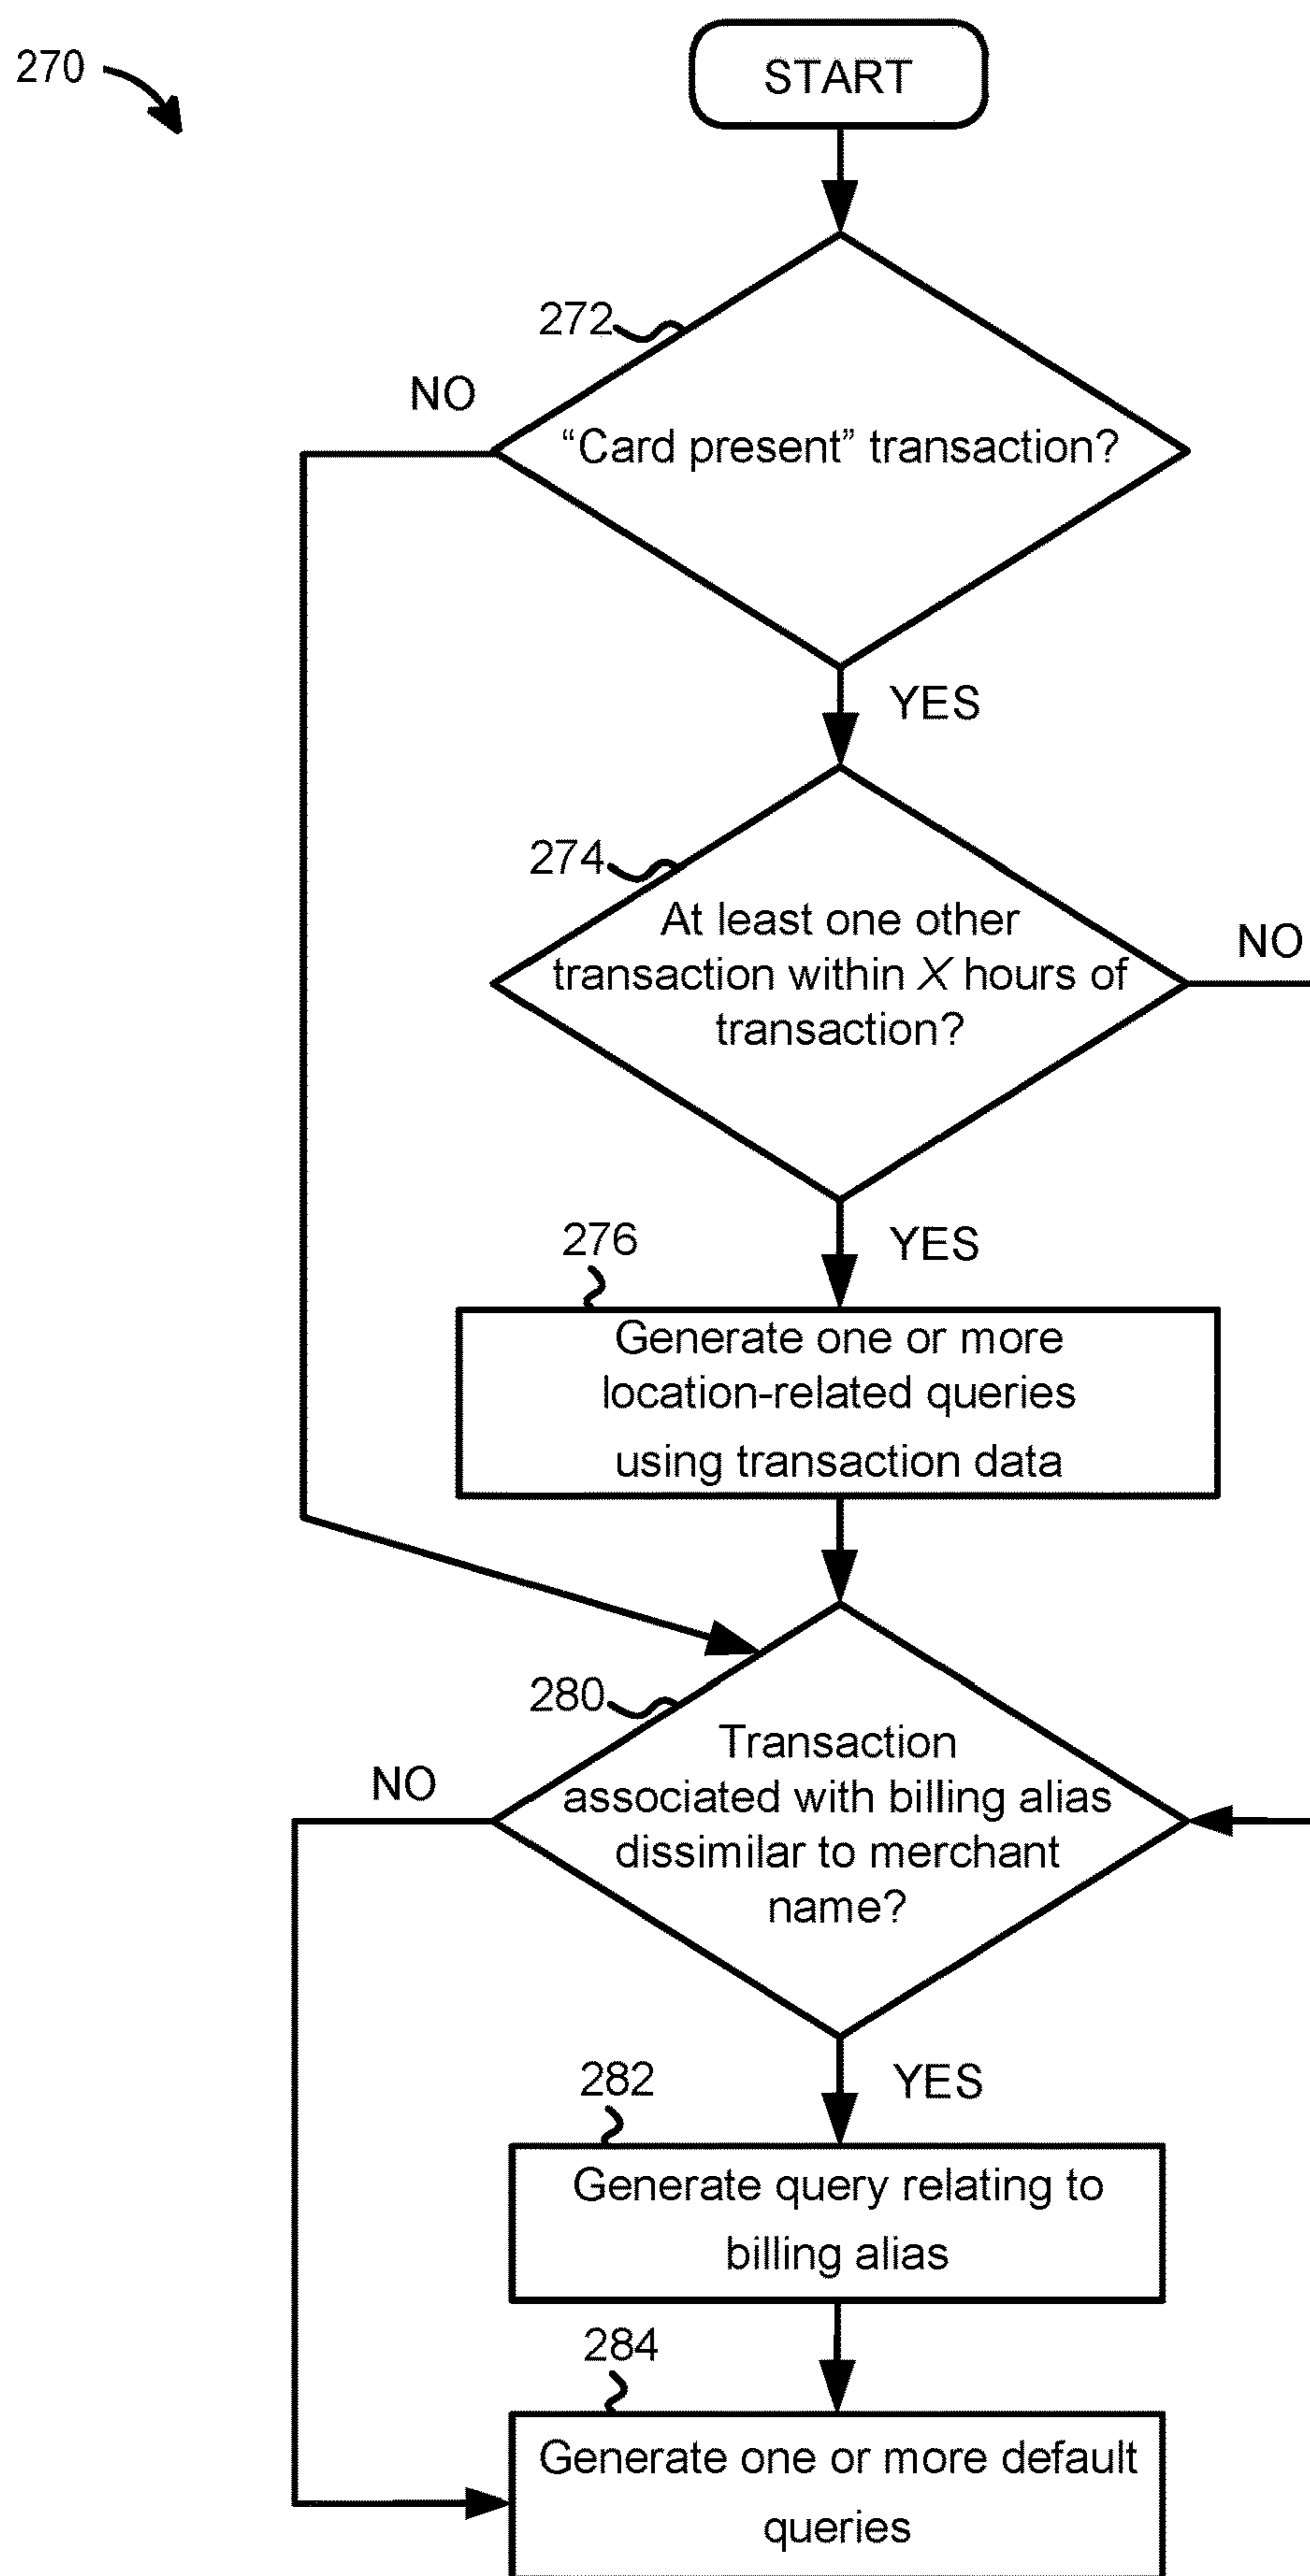 270
START
272
NO
“Card present” transaction?
YES
274
At least one other
transaction within X hours of
transaction?
NO
YES
276
Generate one or more
location-related queries
using transaction data
280
NO
Transaction
associated with billing alias
dissimilar to merchant
name?
YES
282
Generate query relating to
billing alias
284
Generate one or more default
queries